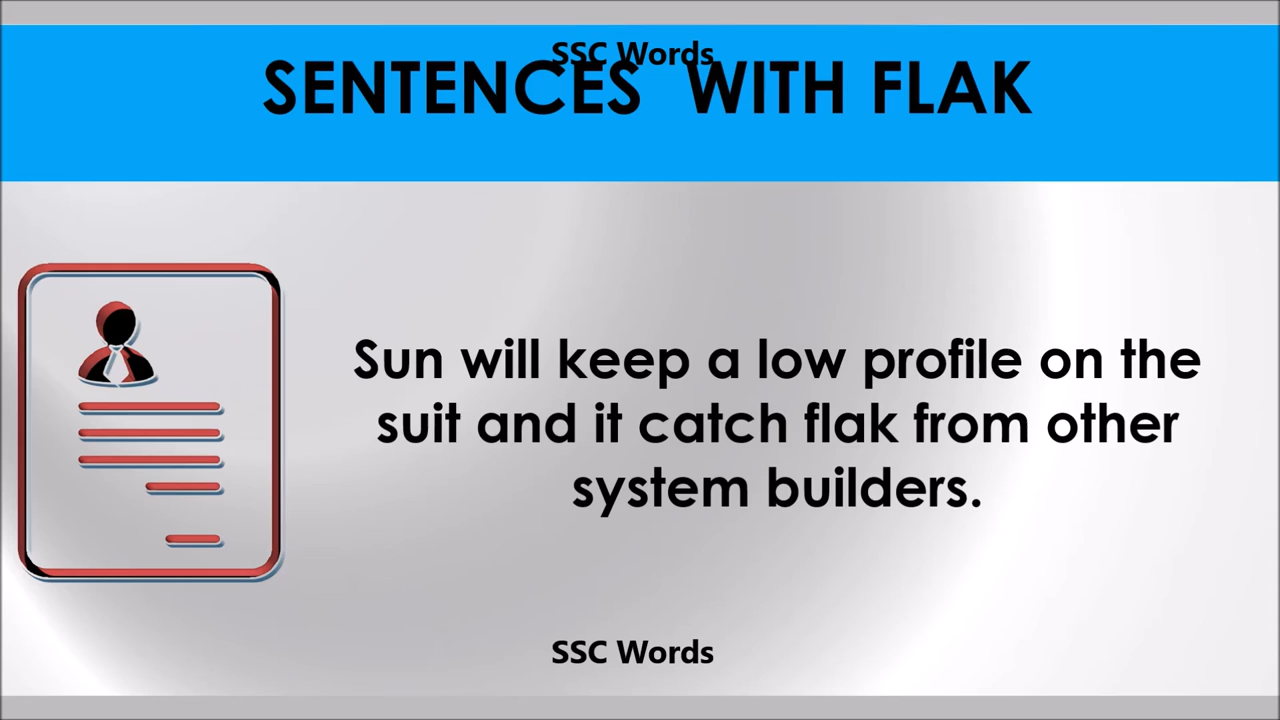 SSC Words
SENTENCES WITH FLAK
Sun will keep a low profile on the
suit and it catch flak from other
system builders.
SSC Words